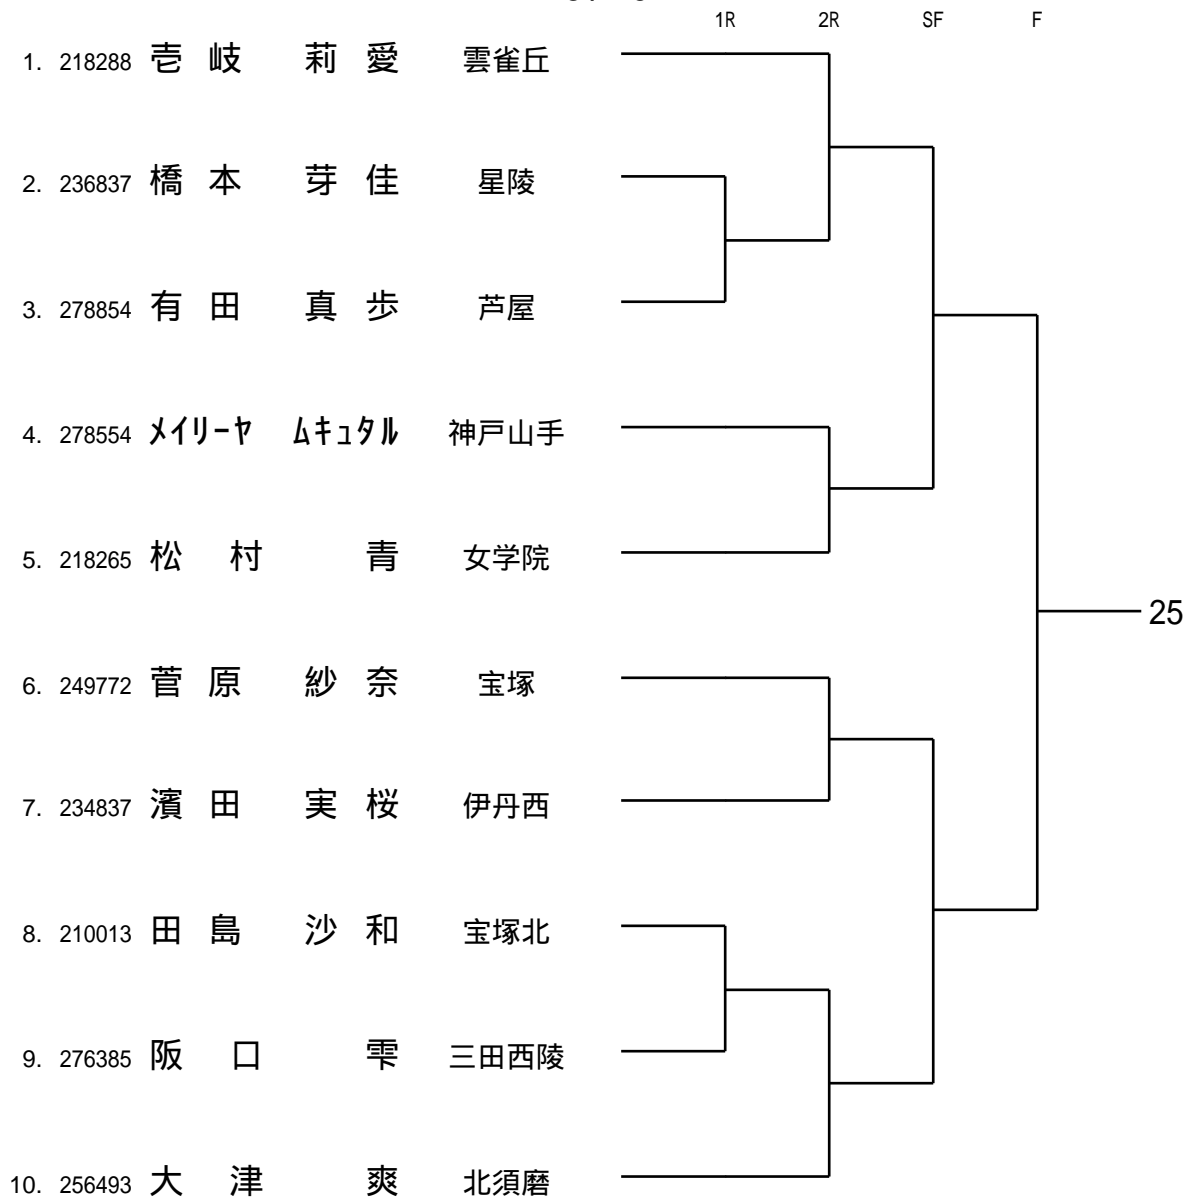 1R 2R SF F
1. 218288 壱岐 莉愛 雲雀丘
2. 236837 橋本 芽佳 星陵
3. 278854 有田 真歩 芦屋
4. 278554 ﾒｲﾘｰﾔ ﾑｷｭﾀﾙ 神戸山手
5. 218265 松村 青 女学院
25
6. 249772 菅原 紗奈 宝塚
7. 234837 濱田 実桜 伊丹西
8. 210013 田島 沙和 宝塚北
9. 276385 阪口 雫 三田西陵
10. 256493 大津 爽 北須磨